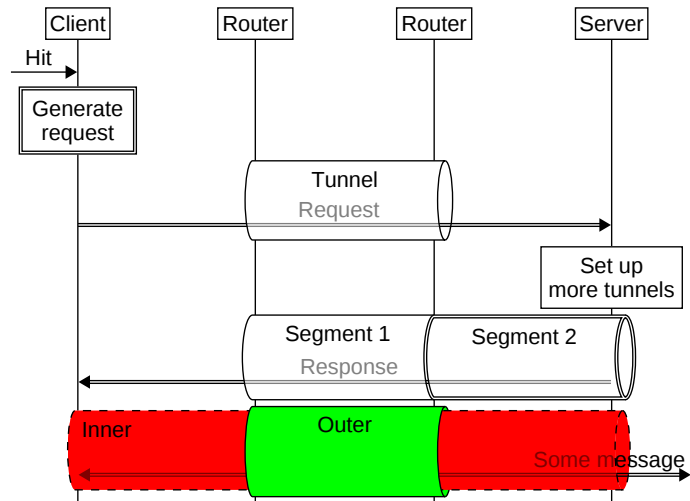 Client Router Router Server
Hit
Generate
request
Tunnel
Request
Set up
more tunnels
Segment 1 Segment 2
Response
Inner Outer
Some message